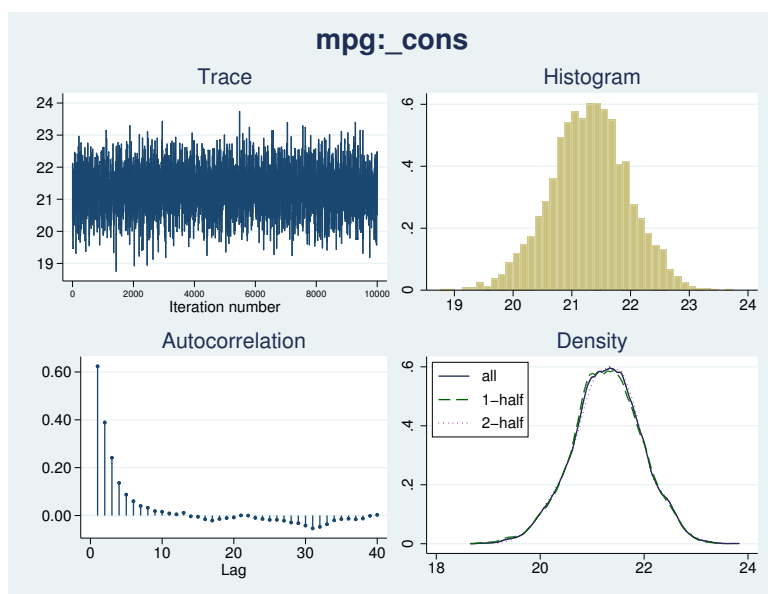 mpg:_cons
Trace
24
23
22
21
20
19
0 2000 4000 6000 8000 10000
Iteration number
Histogram
.6
.4
.2
0
19 20 21 22 23 24
Autocorrelation
0.60
0.40
0.20
0.00
0 10 20 30 40
Lag
Density
.6
.4
.2
0
all
1−half
2−half
18 20 22 24